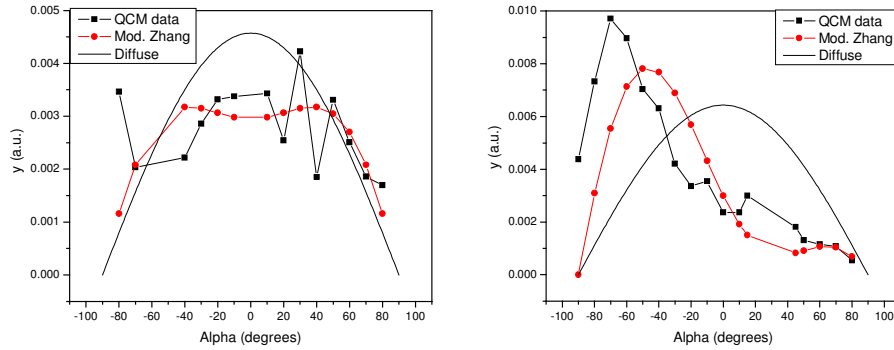 QCM data
Mod. Zhang
Diffuse
0.005
0.004
0.003
0.002
0.001
0.000
y (a.u.)
-100 -80 -60 -40 -20 0 20 40 60 80 100
Alpha (degrees)
QCM data
Mod. Zhang
Diffuse
0.010
0.008
0.006
0.004
0.002
0.000
y (a.u.)
-100 -80 -60 -40 -20 0 20 40 60 80 100
Alpha (degrees)